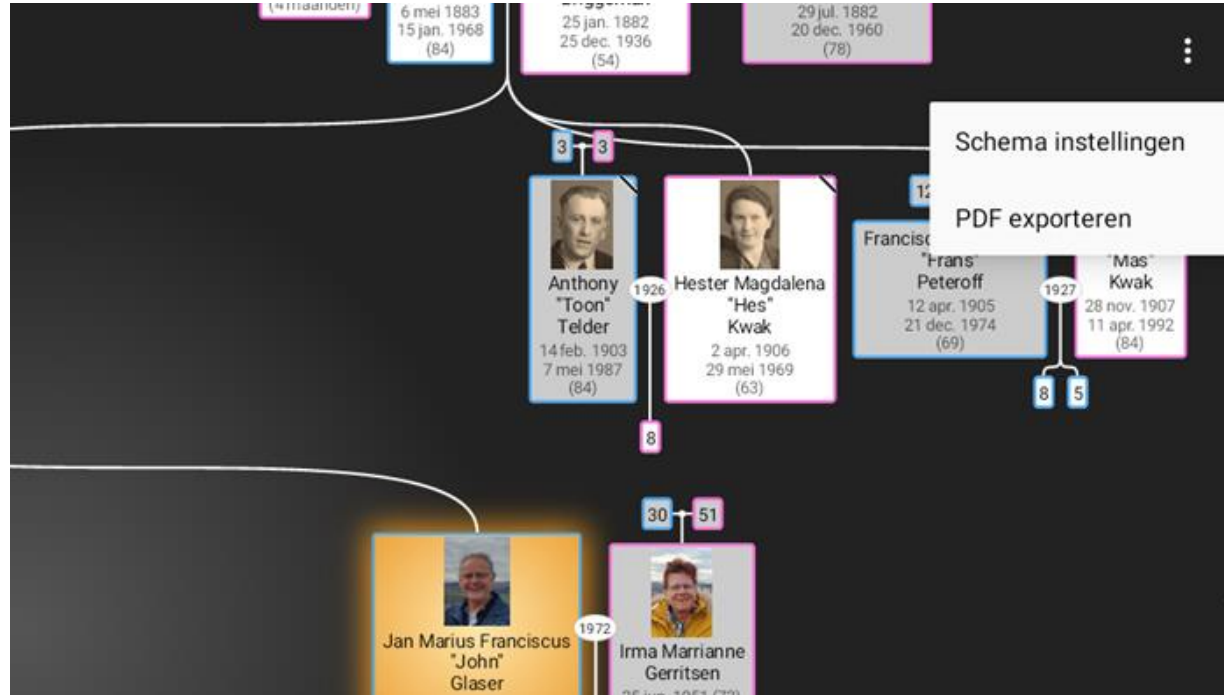 (4 maanden)
6 mei 1883
15 jan. 1968
(84)
25 jan. 1882
25 dec. 1936
(54)
29 jul. 1882
20 dec. 1960
(78)
Schema instellingen
PDF exporteren
3
3
Anthony
"Toon"
Telder
14 feb. 1903
7 mei 1987
(84)
1926
Hester Magdalena
"Hes"
Kwak
2 apr. 1906
29 mei 1969
(63)
8
12
"Frans"
Peteroff
12 apr. 1905
21 dec. 1974
(69)
1927
"Mas"
Kwak
28 nov. 1907
11 apr. 1992
(84)
8
5
30
51
Jan Marius Franciscus
"John"
Glaser
1972
Irma Marrianne
Gerritsen